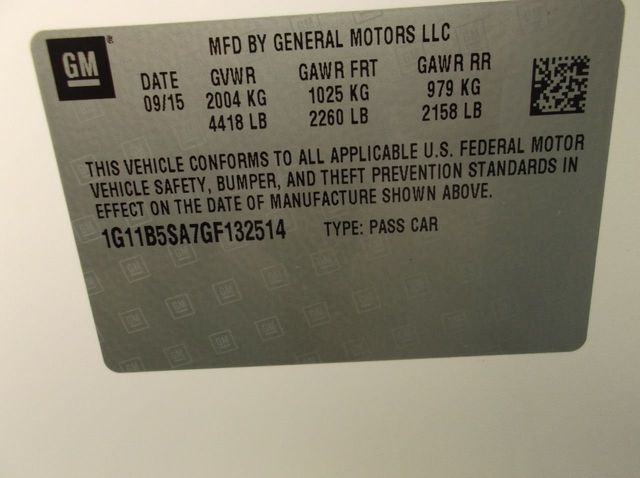 GM
MFD BY GENERAL MOTORS LLC
DATE GVWR GAWR FRT GAWR RR
09/15 2004 KG 1025 KG 979 KG
4418 LB 2260 LB 2158 LB
THIS VEHICLE CONFORMS TO ALL APPLICABLE U.S. FEDERAL MOTOR
VEHICLE SAFETY, BUMPER, AND THEFT PREVENTION STANDARDS IN
EFFECT ON THE DATE OF MANUFACTURE SHOWN ABOVE.
1G11B5SA7GF132514 TYPE: PASS CAR